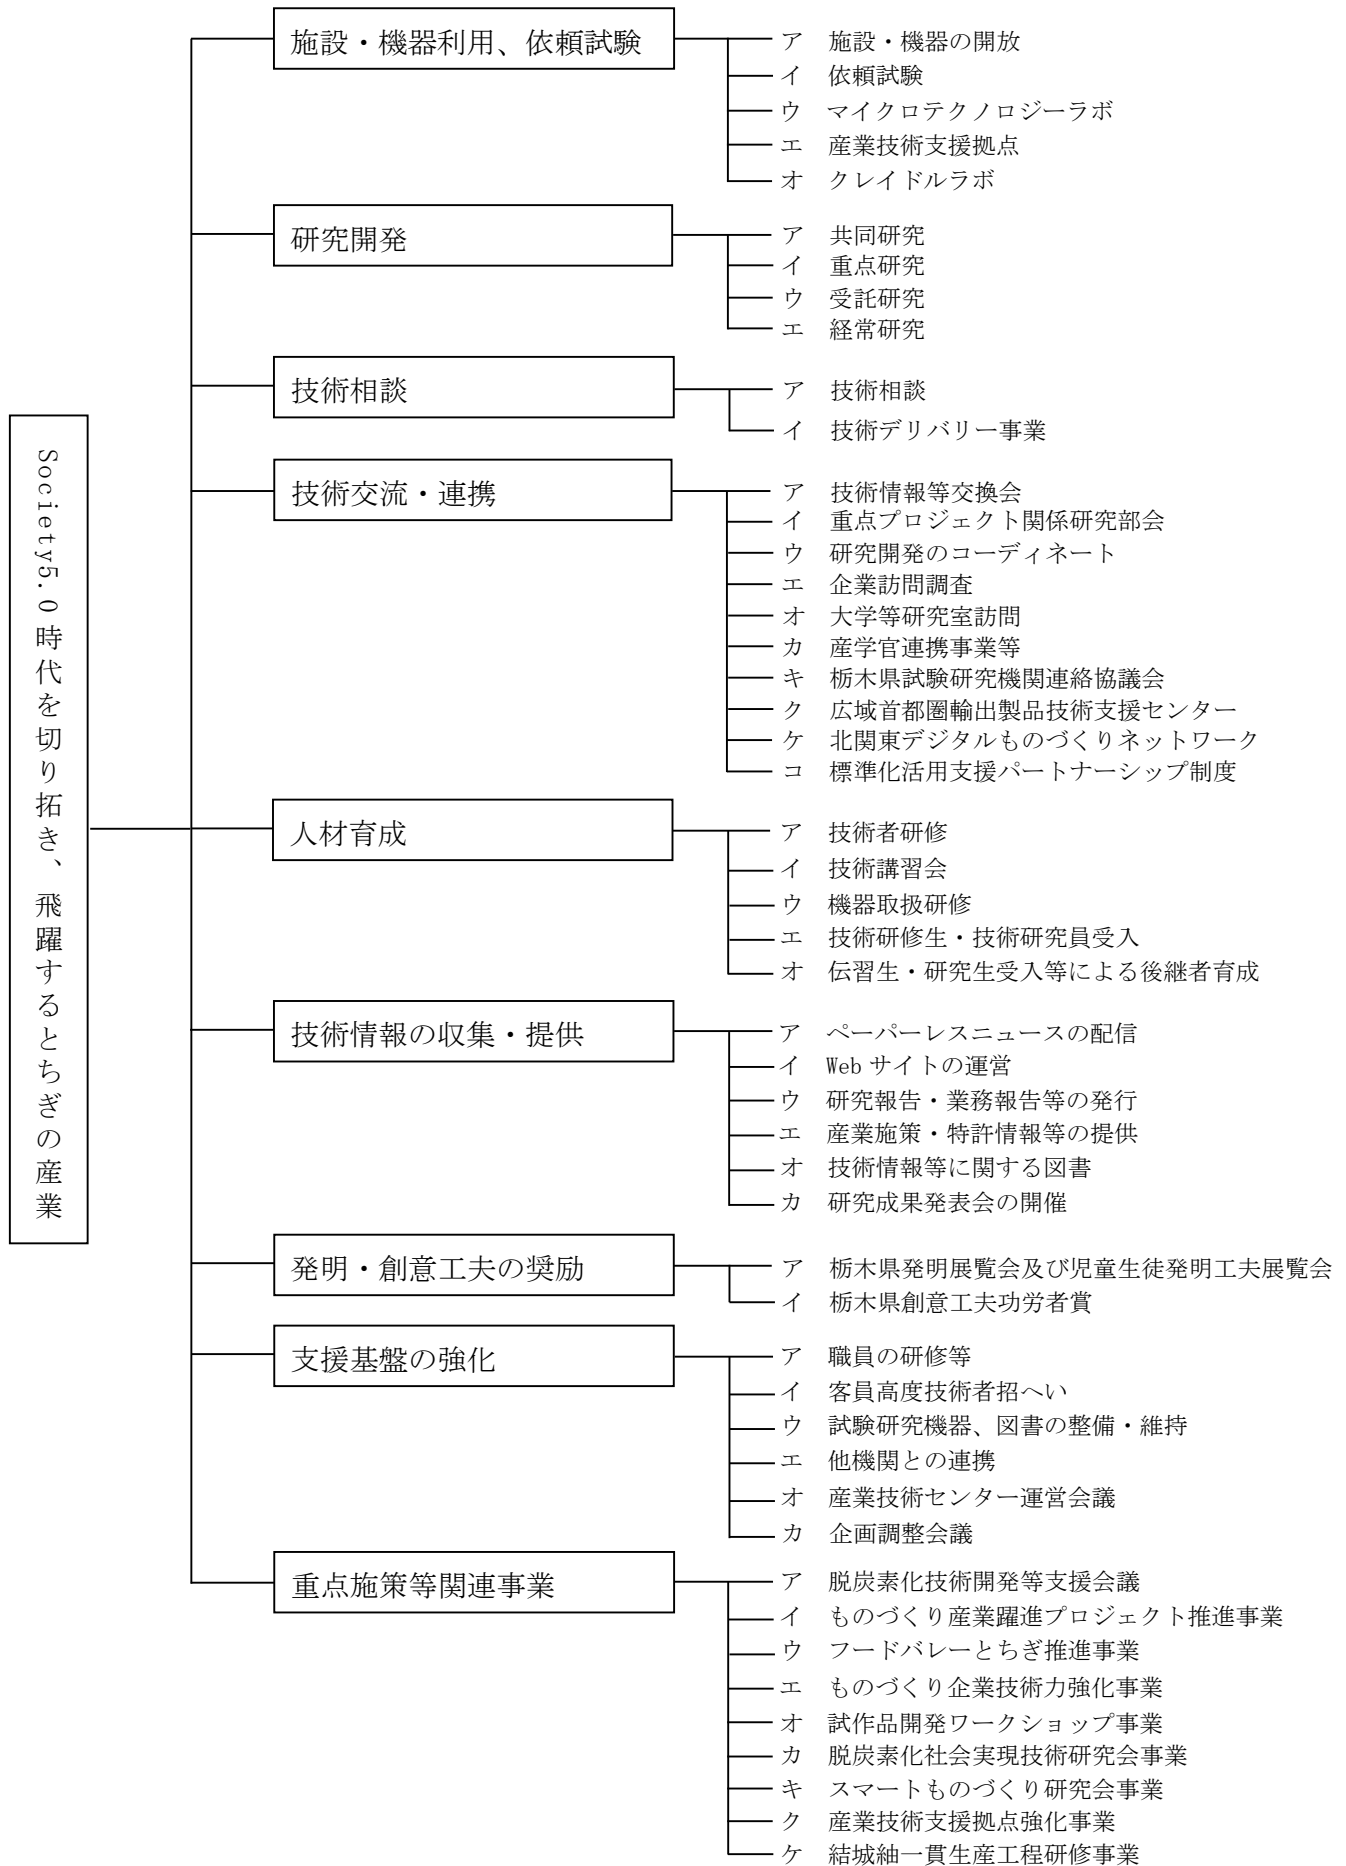 Society5.0時代を切り拓き、飛躍するとちぎの産業
施設・機器利用、依頼試験
ア 施設・機器の開放
イ 依頼試験
ウ マイクロテクノロジーラボ
エ 産業技術支援拠点
オ クレイドルラボ
研究開発
ア 共同研究
イ 重点研究
ウ 受託研究
エ 経常研究
技術相談
ア 技術相談
イ 技術デリバリー事業
技術交流・連携
ア 技術情報等交換会
イ 重点プロジェクト関係研究部会
ウ 研究開発のコーディネート
エ 企業訪問調査
オ 大学等研究室訪問
カ 産学官連携事業等
キ 栃木県試験研究機関連絡協議会
ク 広域首都圏輸出製品技術支援センター
ケ 北関東デジタルものづくりネットワーク
コ 標準化活用支援パートナーシップ制度
人材育成
ア 技術者研修
イ 技術講習会
ウ 機器取扱研修
エ 技術研修生・技術研究員受入
オ 伝習生・研究生受入等による後継者育成
技術情報の収集・提供
ア ペーパーレスニュースの配信
イ Web サイトの運営
ウ 研究報告・業務報告等の発行
エ 産業施策・特許情報等の提供
オ 技術情報等に関する図書
カ 研究成果発表会の開催
発明・創意工夫の奨励
ア 栃木県発明展覧会及び児童生徒発明工夫展覧会
イ 栃木県創意工夫功労者賞
支援基盤の強化
ア 職員の研修等
イ 客員高度技術者招へい
ウ 試験研究機器、図書の整備・維持
エ 他機関との連携
オ 産業技術センター運営会議
カ 企画調整会議
重点施策等関連事業
ア 脱炭素化技術開発等支援会議
イ ものづくり産業躍進プロジェクト推進事業
ウ フードバレーとちぎ推進事業
エ ものづくり企業技術力強化事業
オ 試作品開発ワークショップ事業
カ 脱炭素化社会実現技術研究会事業
キ スマートものづくり研究会事業
ク 産業技術支援拠点強化事業
ケ 結城紬一貫生産工程研修事業